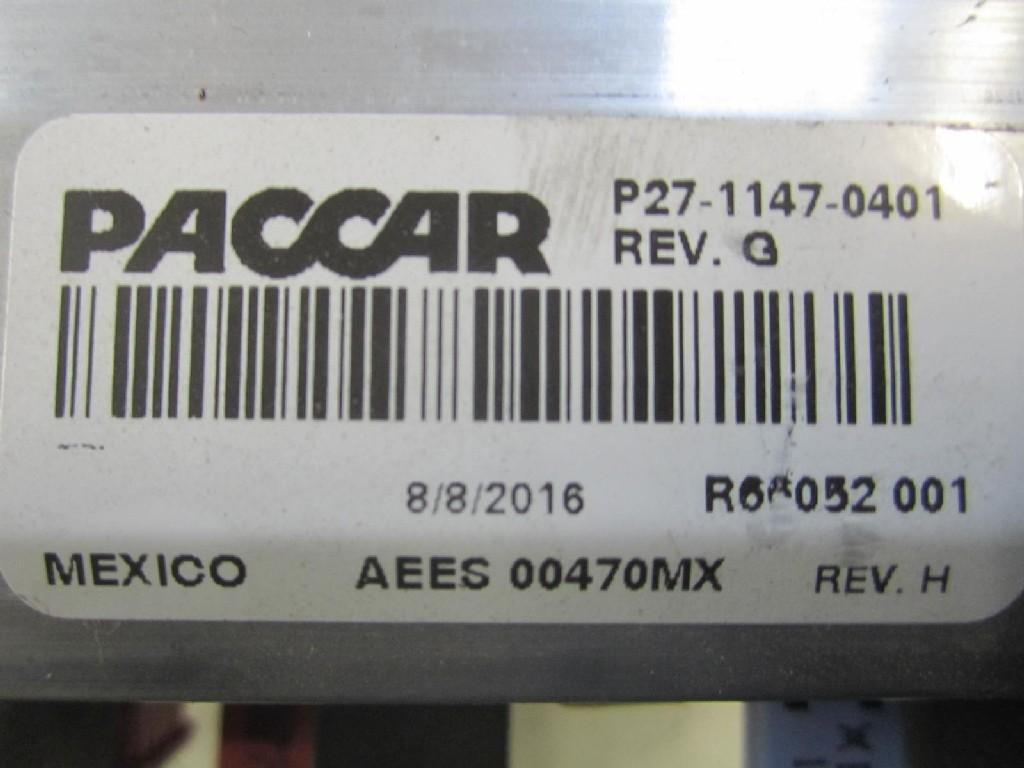 PACCAR
P27-1147-0401
REV. G
8/8/2016
001
MEXICO AEES 00470MX REV. H